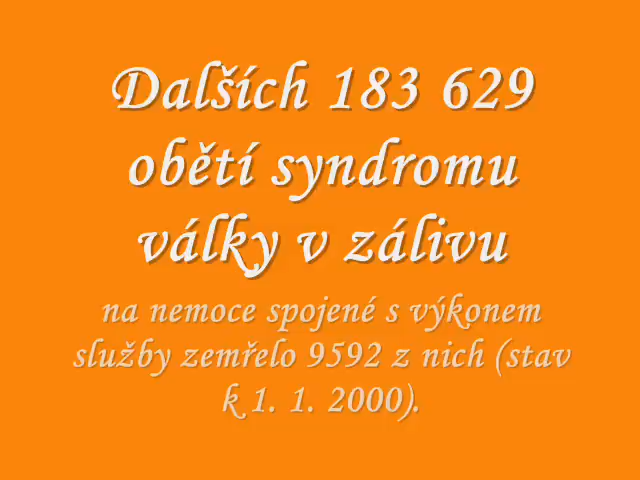 Dalších 183 629
obětí syndromu
války v zálivu
na nemoce spojené s výkonem
služby zemřelo 9592 z nich (stav
k 1. 1. 2000).